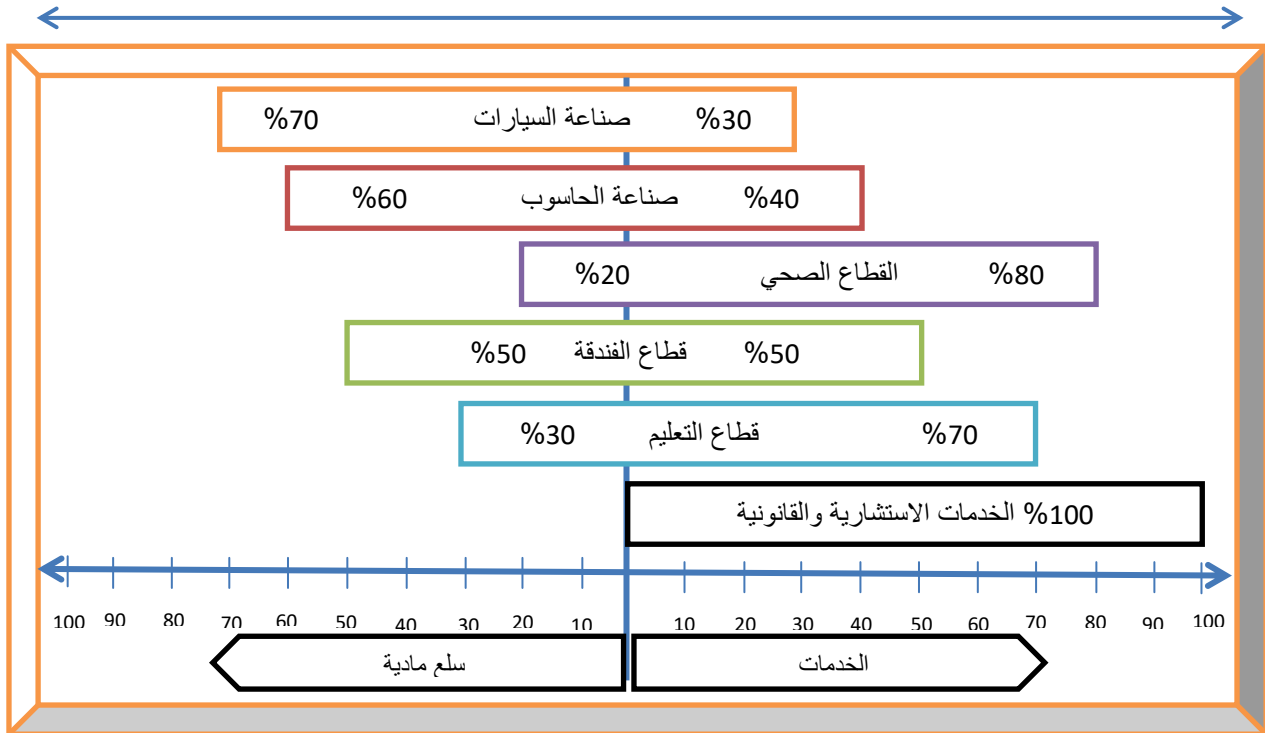 %30 صناعة السيارات %70
%40 صناعة الحاسوب %60
%80 القطاع الصحي %20
%50 قطاع الفندقة %50
%70 قطاع التعليم %30
%100 الخدمات الاستشارية والقانونية
100 90 80 70 60 50 40 30 20 10 10 20 30 40 50 60 70 80 90 100
الخدمات سلع مادية